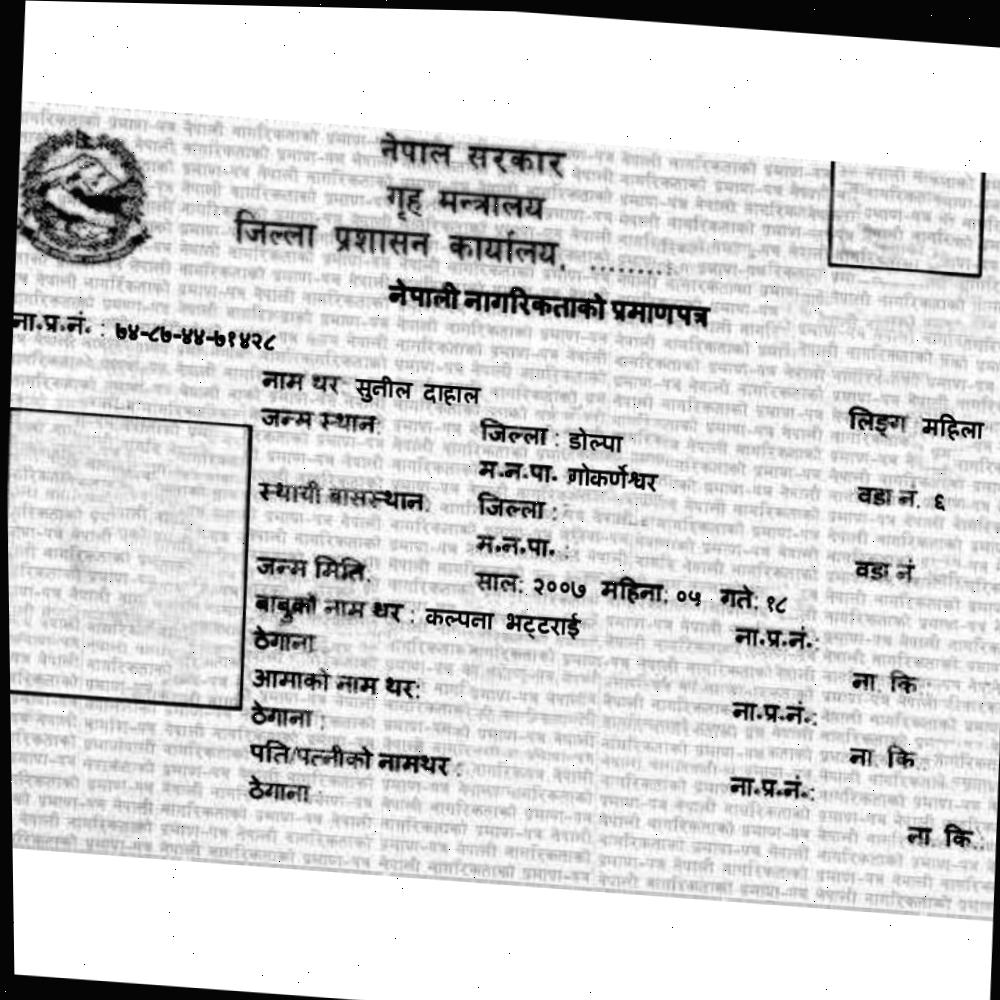 नेपाल सरकार
गृह मन्त्रालय
जिल्ला प्रशासन कार्यालय, ........:
नेपाली नागरिकताको प्रमाणपत्र
ना.प्र.नं. : ७४-८७-४४-७१४२८
नाम थर: सुनील दाहाल
लिङ्ग महिला
जन्म स्थान: जिल्ला : डोल्पा
म.न.पा. गोकर्णेश्वर वडा नं. ६
स्थायी बासस्थान: जिल्ला :
म.न.पा. : वडा नं
जन्म मिति: साल: २००७ महिना: ०५ गते: १८
बाबुको नाम थर : कल्पना भट्टराई ना.प्र.नं.:
ठेगाना : ना. कि.:
आमाको नाम थर: ना.प्र.नं.:
ठेगाना : ना. कि.:
पति/पत्नीको नामथर : ना.प्र.नं.:
ठेगाना : ना. कि.: